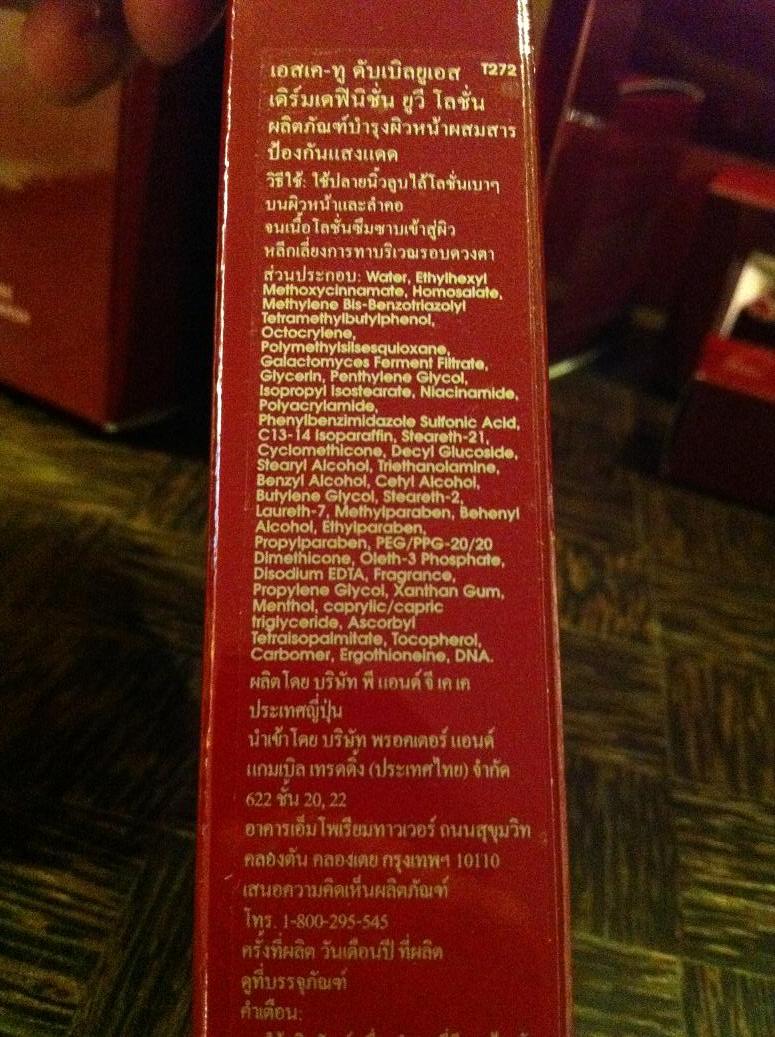 เอสเค-ทู ดับเบิลยูเอส T272
เดิร์มเดฟินิชั่น ยูวี โลชั่น
ผลิตภัณฑ์บำรุงผิวหน้าผสมสาร
ป้องกันแสงแดด
วิธีใช้: ใช้ปลายนิ้วลูบไล้โลชั่นเบาๆ
บนผิวหน้าและลำคอ
จนเนื้อโลชั่นซึมซาบเข้าสู่ผิว
หลีกเลี่ยงการทาบริเวณรอบดวงตา
ส่วนประกอบ: Water, Ethylhexyl
Methoxycinnamate, Homosalate,
Methylene Bis-Benzotriazolyl
Tetramethylbutylphenol,
Octocrylene,
Polymethylsilsesquioxane,
Galactomyces Ferment Filtrate,
Glycerin, Penthylene Glycol,
Isopropyl Isostearate, Niacinamide,
Polyacrylamide,
Phenylbenzimidazole Sulfonic Acid,
C13-14 Isoparaffin, Steareth-21,
Cyclomethicone, Decyl Glucoside,
Stearyl Alcohol, Triethanolamine,
Benzyl Alcohol, Cetyl Alcohol,
Butylene Glycol, Steareth-2,
Laureth-7, Methylparaben, Behenyl
Alcohol, Ethylparaben,
Propylparaben, PEG/PPG-20/20
Dimethicone, Oleth-3 Phosphate,
Disodium EDTA, Fragrance,
Propylene Glycol, Xanthan Gum,
Menthol, caprylic/capric
triglyceride, Ascorbyl
Tetraisopalmitate, Tocopherol,
Carbomer, Ergothioneine, DNA.
ผลิตโดย บริษัท พี แอนด์ จี เค เค
ประเทศญี่ปุ่น
นำเข้าโดย บริษัท พรอคเตอร์ แอนด์
แกมเบิล เทรดดิ้ง (ประเทศไทย) จำกัด
622 ชั้น 20, 22
อาคารเอ็มโพเรียมทาวเวอร์ ถนนสุขุมวิท
คลองตัน คลองเตย กรุงเทพฯ 10110
เสนอความคิดเห็นผลิตภัณฑ์
โทร. 1-800-295-545
ครั้งที่ผลิต วันเดือนปี ที่ผลิต
ดูที่บรรจุภัณฑ์
คำเตือน: